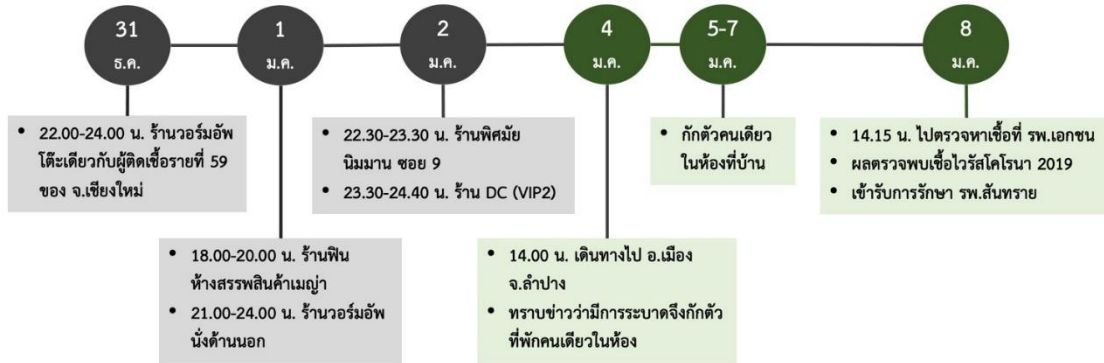 31
ธ.ค.
1
ม.ค.
2
ม.ค.
4
ม.ค.
5-7
ม.ค.
8
ม.ค.
• 22.00-24.00 น. ร้านวอร์มอัพ
โต๊ะเดียวกับผู้ติดเชื้อรายที่ 59
ของ จ.เชียงใหม่
• 18.00-20.00 น. ร้านฟิน
ห้างสรรพสินค้าเมญ่า
• 21.00-24.00 น. ร้านวอร์มอัพ
นั่งด้านนอก
• 22.30-23.30 น. ร้านพิศมัย
นิมมาน ซอย 9
• 23.30-24.40 น. ร้าน DC (VIP2)
• 14.00 น. เดินทางไป อ.เมือง
จ.ลำปาง
• ทราบข่าวว่ามีการระบาดจึงกักตัว
ที่พักคนเดียวในห้อง
• กักตัวคนเดียว
ในห้องที่บ้าน
• 14.15 น. ไปตรวจหาเชื้อที่ รพ.เอกชน
• ผลตรวจพบเชื้อไวรัสโคโรนา 2019
• เข้ารับการรักษา รพ.สันทราย